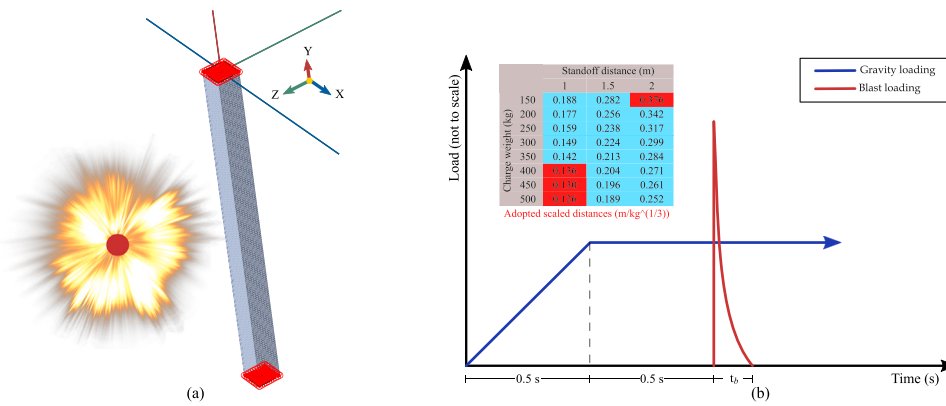 Y
Z
X
(a)
Load (not to scale)
Standoff distance (m)
1 1.5 2
Charge weight (kg)
150 0.188 0.282 0.376
200 0.177 0.256 0.342
250 0.159 0.238 0.317
300 0.149 0.224 0.299
350 0.142 0.213 0.284
400 0.136 0.204 0.271
450 0.130 0.196 0.261
500 0.126 0.189 0.252
Adopted scaled distances (m/kg^(1/3))
Gravity loading
Blast loading
0.5 s
0.5 s
t_b
Time (s)
(b)